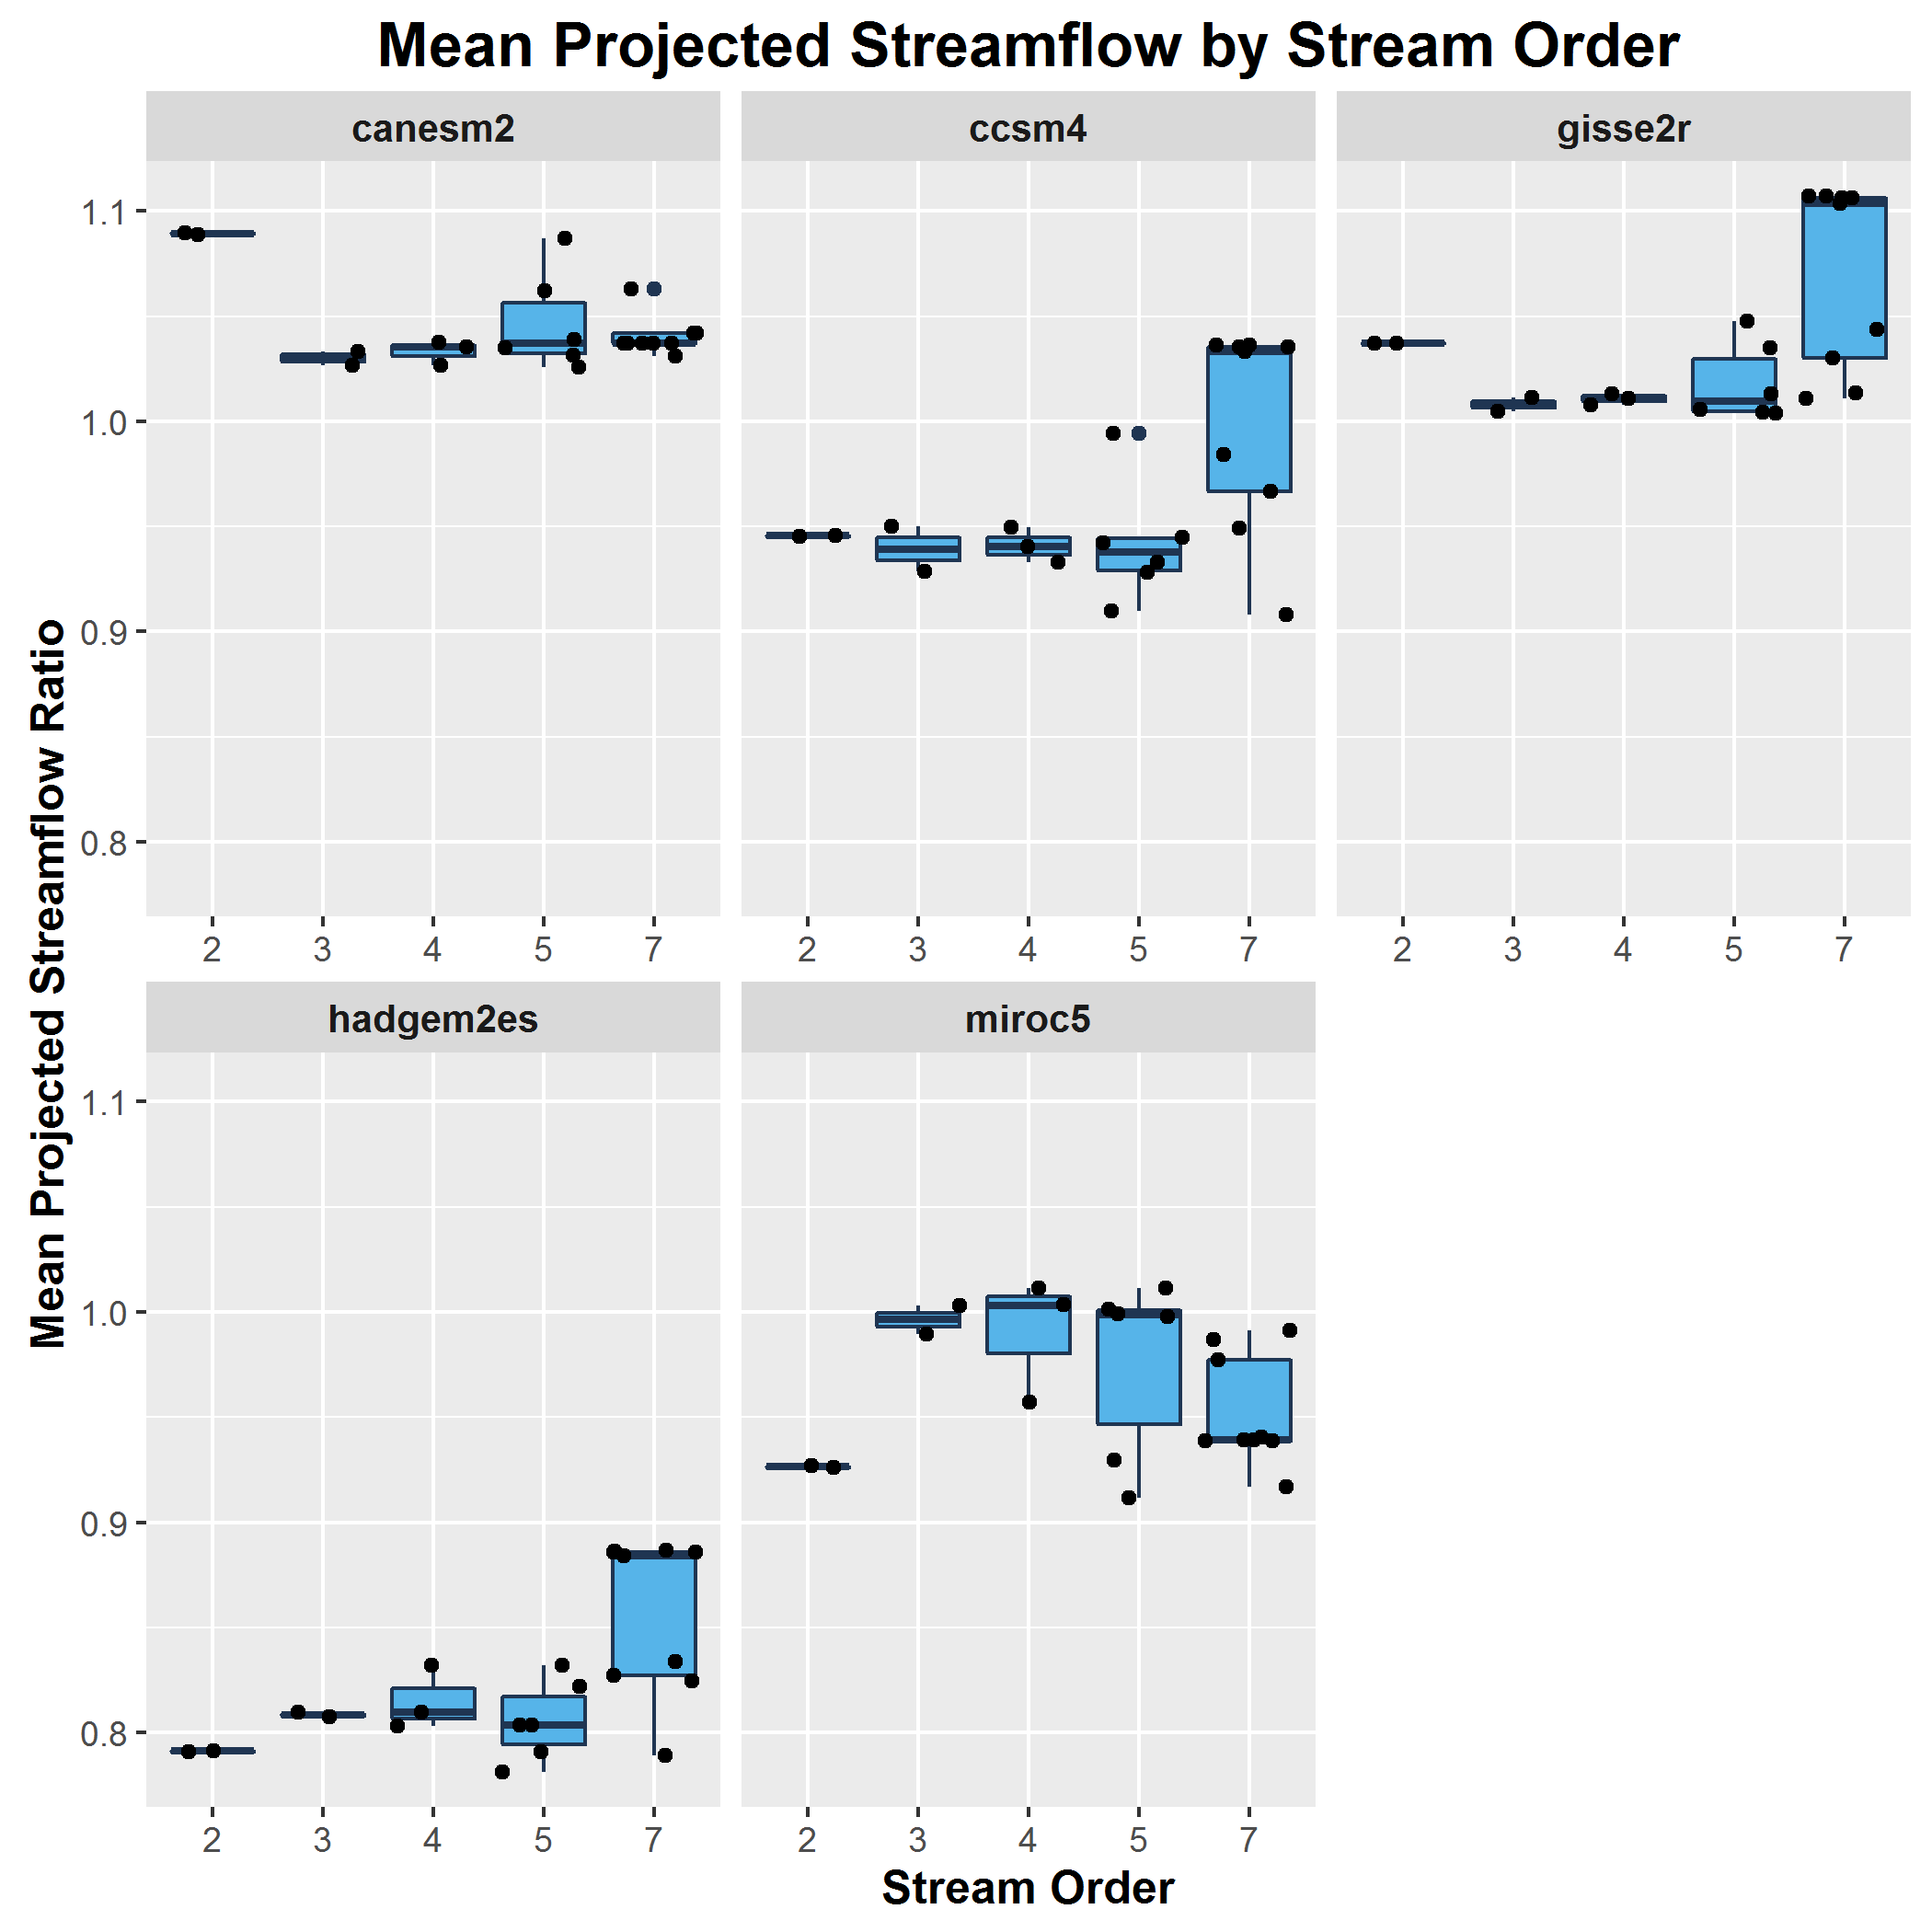 Mean Projected Streamflow by Stream Order
canesm2
ccsm4
gisse2r
1.1
1.0
0.9
0.8
2 3 4 5 7
2 3 4 5 7
2 3 4 5 7
Mean Projected Streamflow Ratio
hadgem2es
miroc5
1.1
1.0
0.9
0.8
2 3 4 5 7
2 3 4 5 7
Stream Order